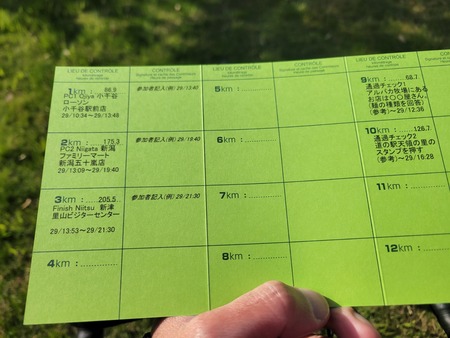 LIEU DE CONTRÔLE
CONTRÔLE
LIEU DE CONTRÔLE
CONTRÔLE
LIEU DE CONTRÔLE
CONTR
1km : 66.9
PC1 Ojiya 小千谷
ローソン
小千谷駅前店
29/10:34～29/13:48
参加者記入(例) 29/13:40
5km :
9km : 68.7
通過チェック1
アルパカ牧場にある
お店は〇〇屋さん
(麺の種類を回答)
(参考)～29/12:36
2km : 175.3
PC2 Niigata 新潟
ファミリーマート
新潟五十嵐店
29/13:09～29/19:40
参加者記入(例) 29/19:40
6km :
10km : 126.7
通過チェック2
道の駅天領の里の
スタンプを押す
(参考)～29/16:28
3km : 205.5
Finish Niitsu 新津
里山ビジターセンター
29/13:53～29/21:30
参加者記入(例) 29/21:30
7km :
11km :
4km :
8km :
12km :